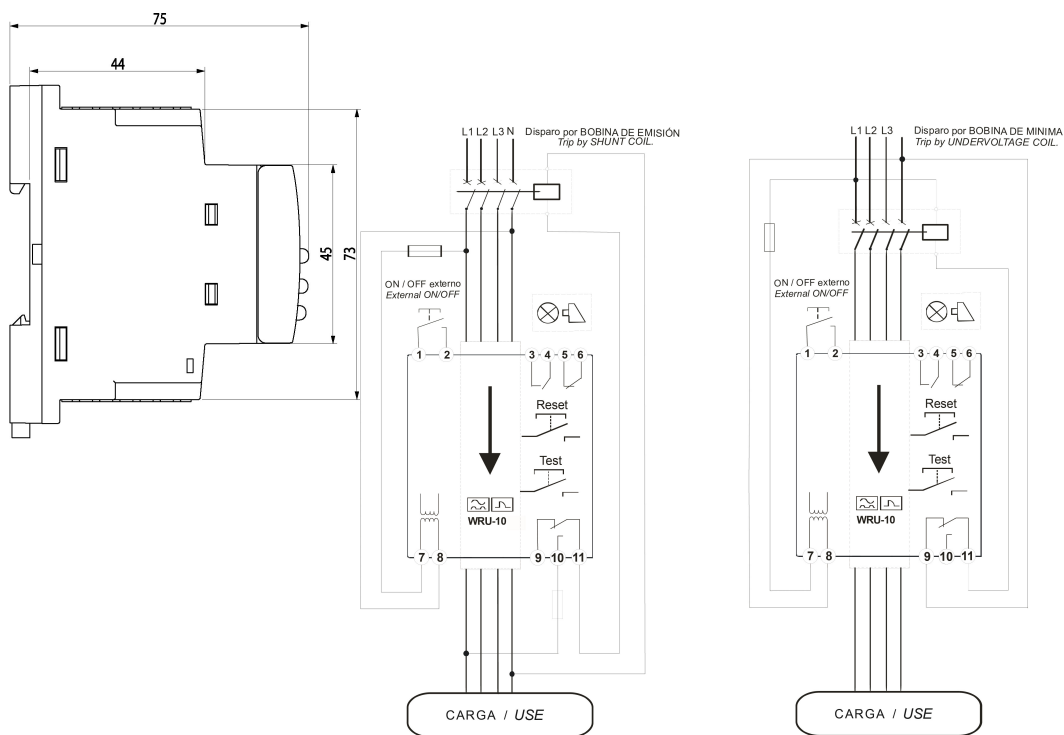 75
44
45
73
L1 L2 L3 N
Disparo por BOBINA DE EMISIÓN
Trip by SHUNT COIL.
ON / OFF externo
External ON/OFF
1 2 3 4 5 6
Reset
Test
WRU-10
7 8 9 10 11
CARGA / USE
L1 L2 L3
Disparo por BOBINA DE MINIMA
Trip by UNDERVOLTAGE COIL.
ON / OFF externo
External ON/OFF
1 2 3 4 5 6
Reset
Test
WRU-10
7 8 9 10 11
CARGA / USE